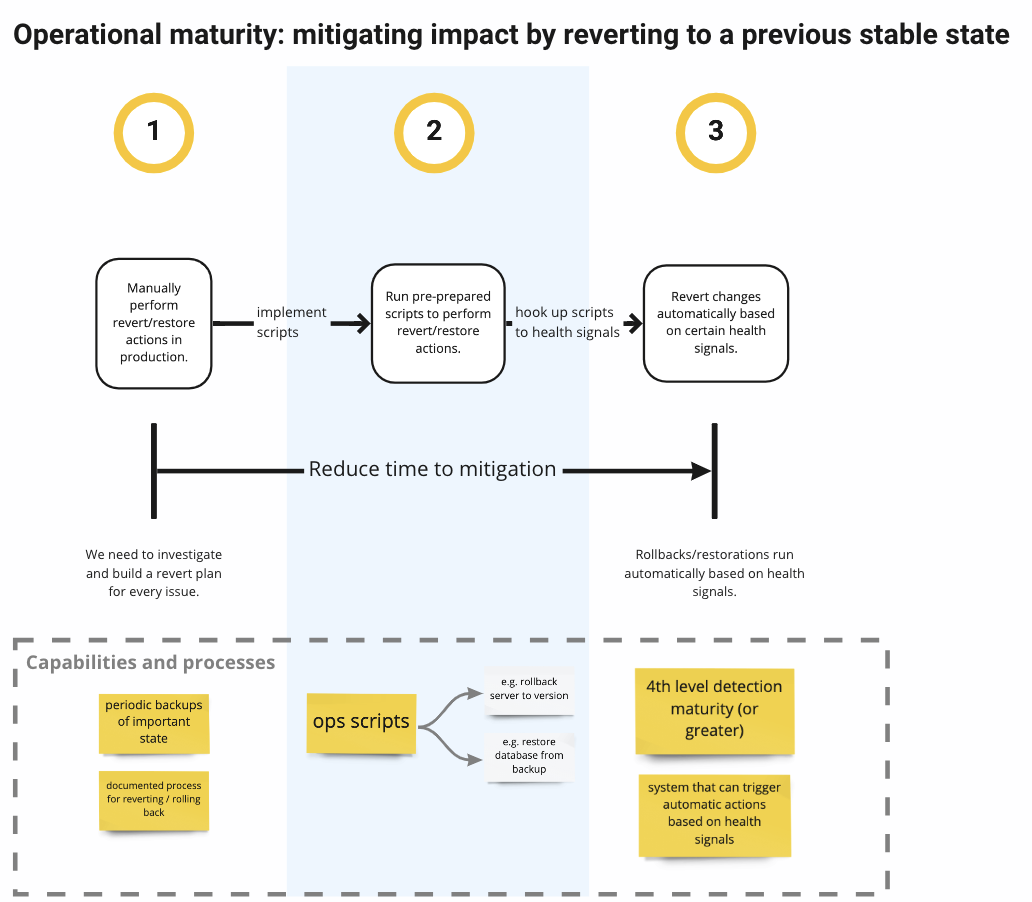 Operational maturity: mitigating impact by reverting to a previous stable state
1
2
3
Manually
perform
revert/restore
actions in
production.
implement
scripts
Run pre-prepared
scripts to perform
revert/restore
actions.
hook up scripts
to health signals
Revert changes
automatically based
on certain health
signals.
Reduce time to mitigation
We need to investigate
and build a revert plan
for every issue.
Rollbacks/restorations run
automatically based on health
signals.
Capabilities and processes
periodic backups
of important
state
documented process
for reverting / rolling
back
ops scripts
e.g. rollback
server to version
e.g. restore
database from
backup
4th level detection
maturity (or
greater)
system that can trigger
automatic actions
based on health
signals